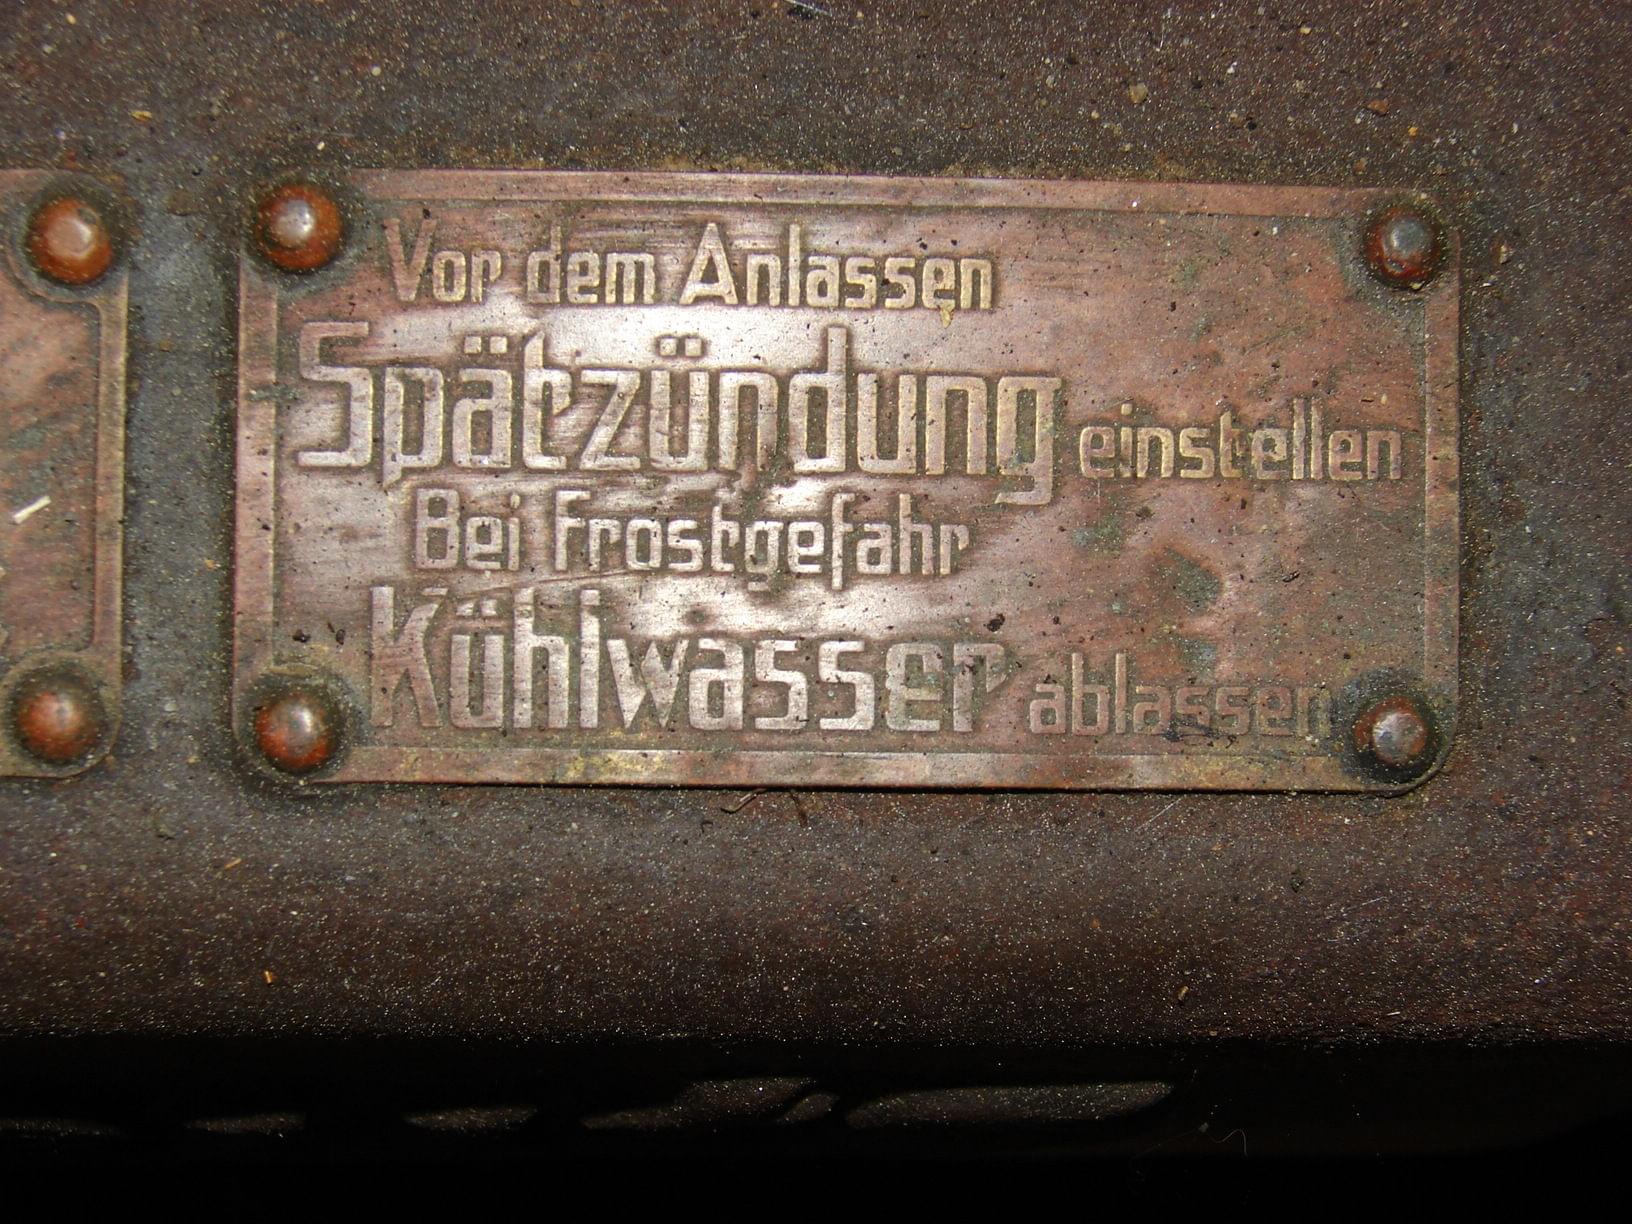 Vor dem Anlassen
Spätzündung einstellen
Bei Frostgefahr
Kühlwasser ablassen